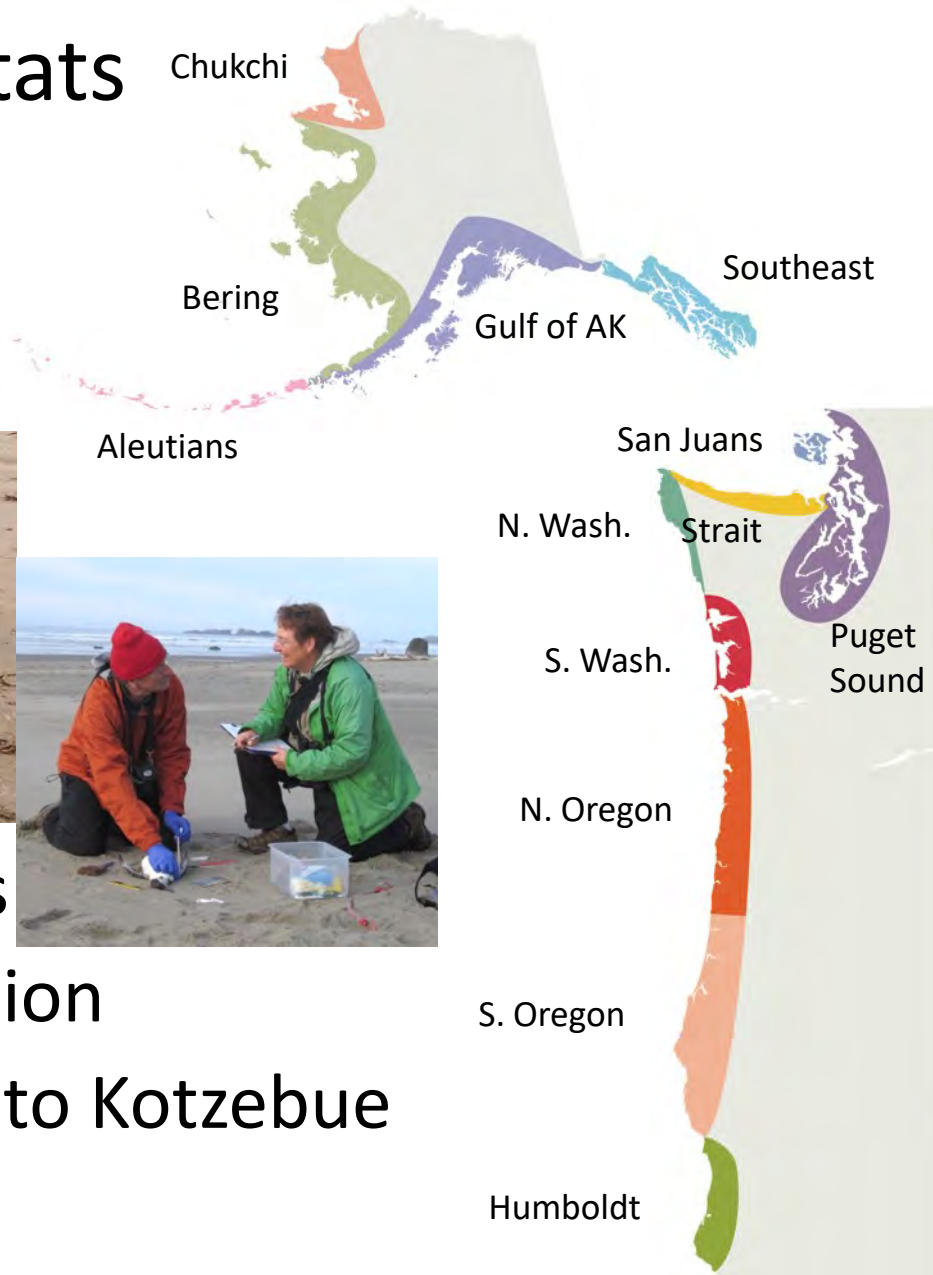 tats
Chukchi
Southeast
Bering
Gulf of AK
Aleutians
San Juans
N. Wash.
Strait
Puget
Sound
S. Wash.
N. Oregon
s
ion
S. Oregon
to Kotzebue
Humboldt